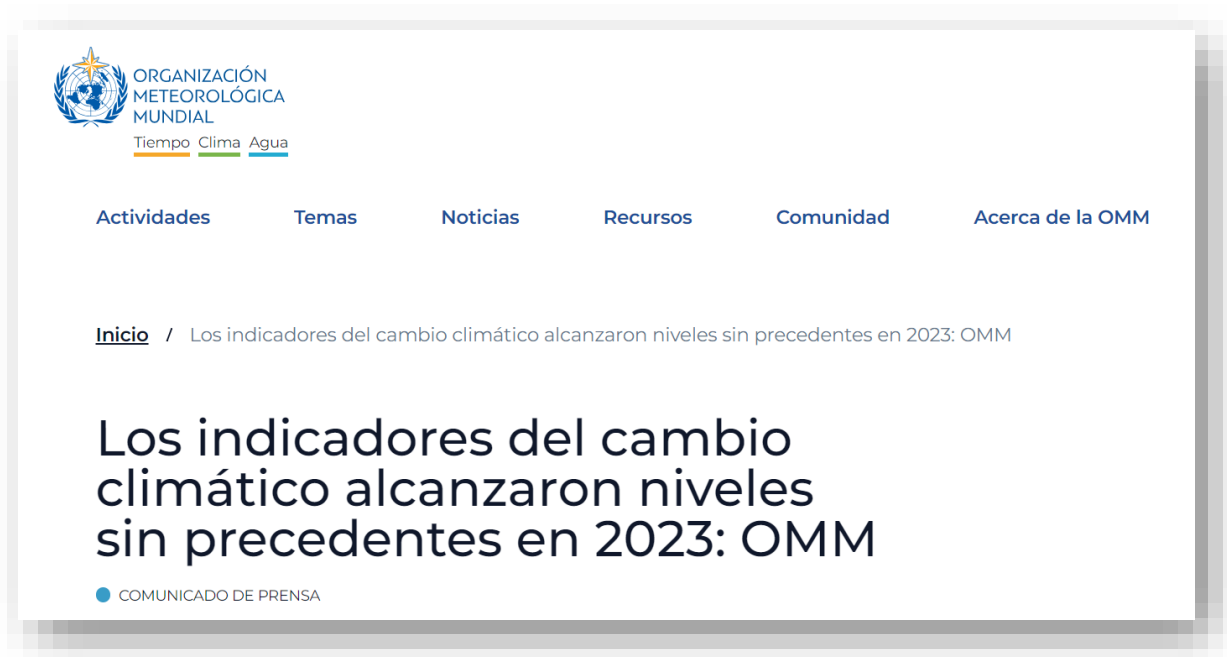 ORGANIZACIÓN
METEOROLÓGICA
MUNDIAL
Tiempo Clima Agua
Actividades Temas Noticias Recursos Comunidad Acerca de la OMM
Inicio / Los indicadores del cambio climático alcanzaron niveles sin precedentes en 2023: OMM
Los indicadores del cambio
climático alcanzaron niveles
sin precedentes en 2023: OMM
COMUNICADO DE PRENSA